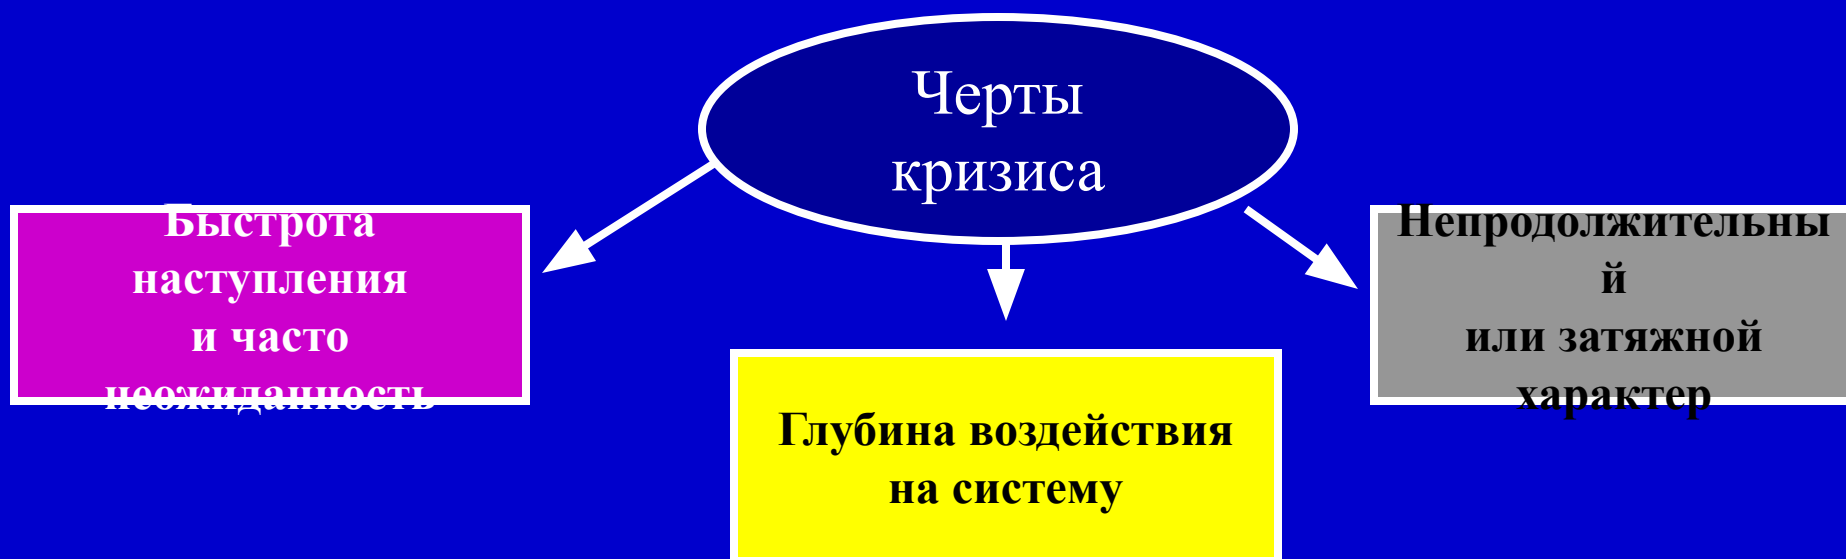 Черты
кризиса
Быстрота
наступления
и часто
неожиданность
Глубина воздействия
на систему
Непродолжительны
й
или затяжной
характер